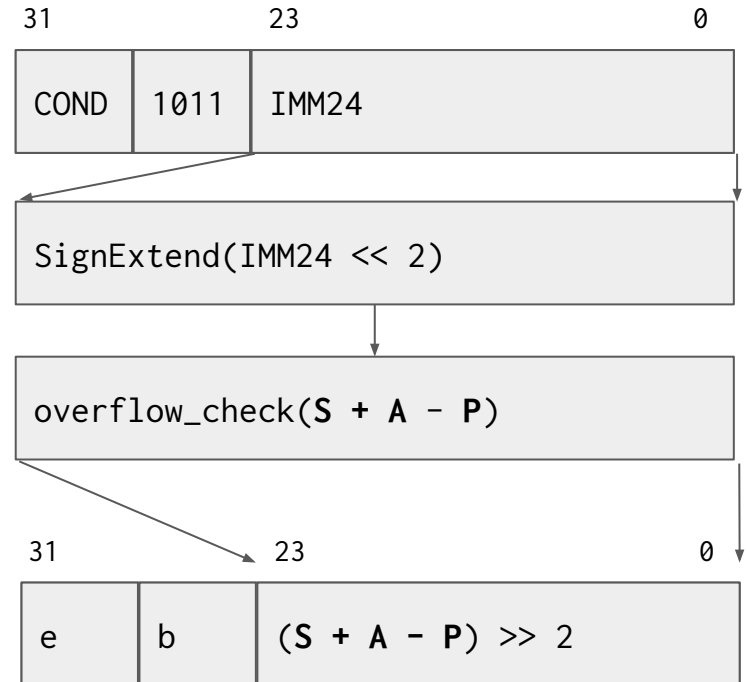 31 23 0
COND 1011 IMM24
SignExtend(IMM24 << 2)
overflow_check(S + A - P)
31 23 0
e b (S + A - P) >> 2